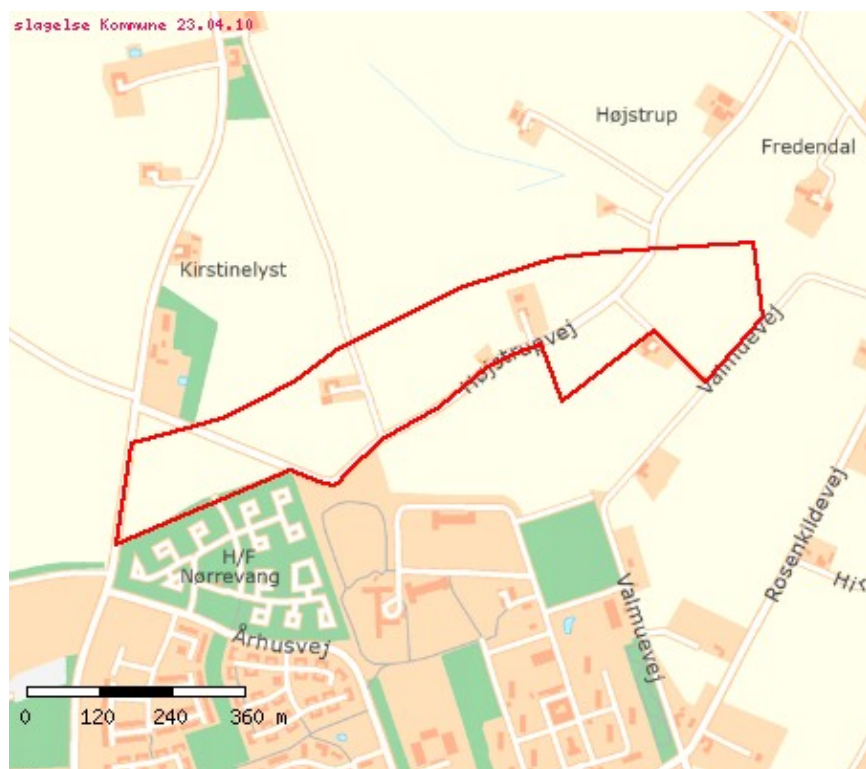 slagelse Kommune 23.04.10
Højstrup
Fredendal
Kirstinelyst
Højstrupvej
Valmuevej
Rosenkildevej
H/F
Nørrevang
Valmuevej
Århusvej
0 120 240 360 m